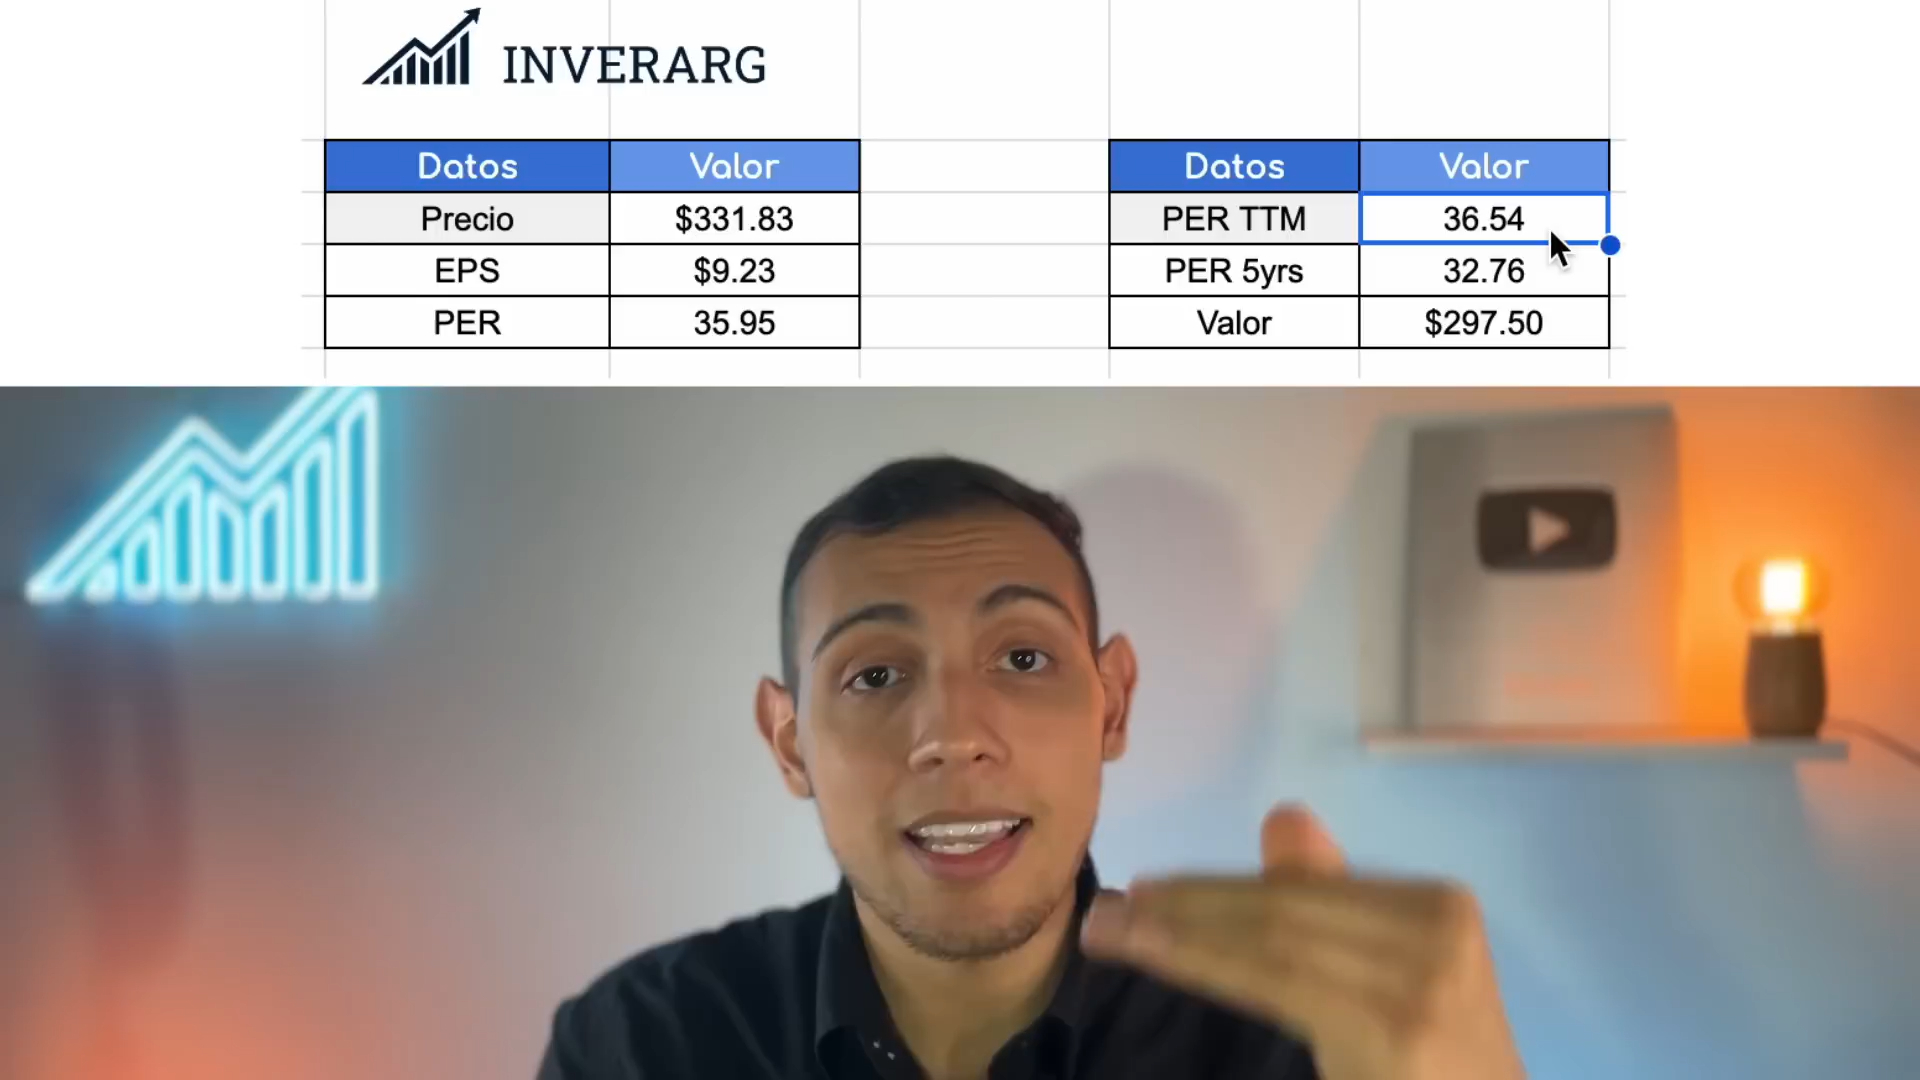 INVERARG
Datos Valor
Precio $331.83
EPS $9.23
PER 35.95
Datos Valor
PER TTM 36.54
PER 5yrs 32.76
Valor $297.50